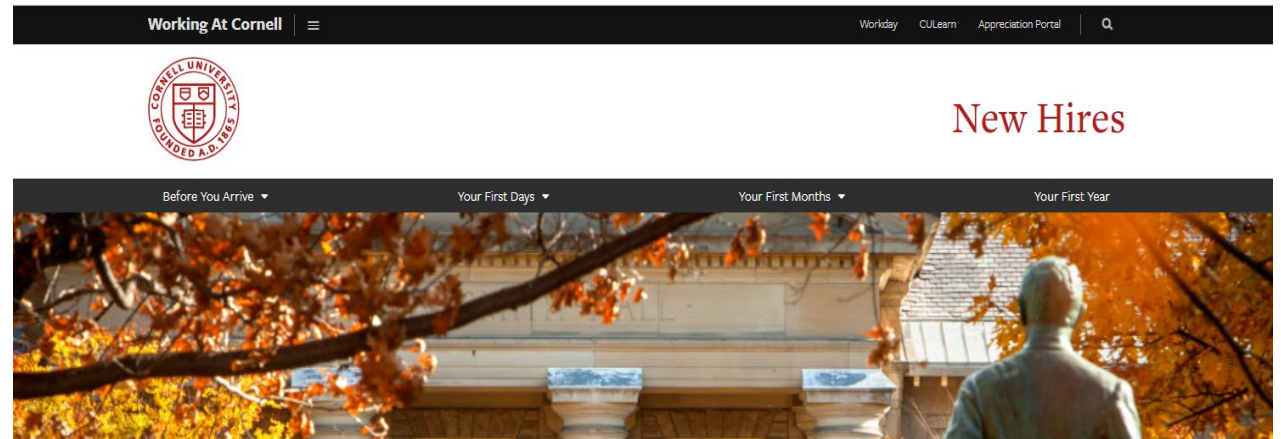 Working At Cornell
Workday CULearn Appreciation Portal
CORNELL UNIVERSITY
FOUNDED A.D. 1865
New Hires
Before You Arrive Your First Days Your First Months Your First Year
HALL